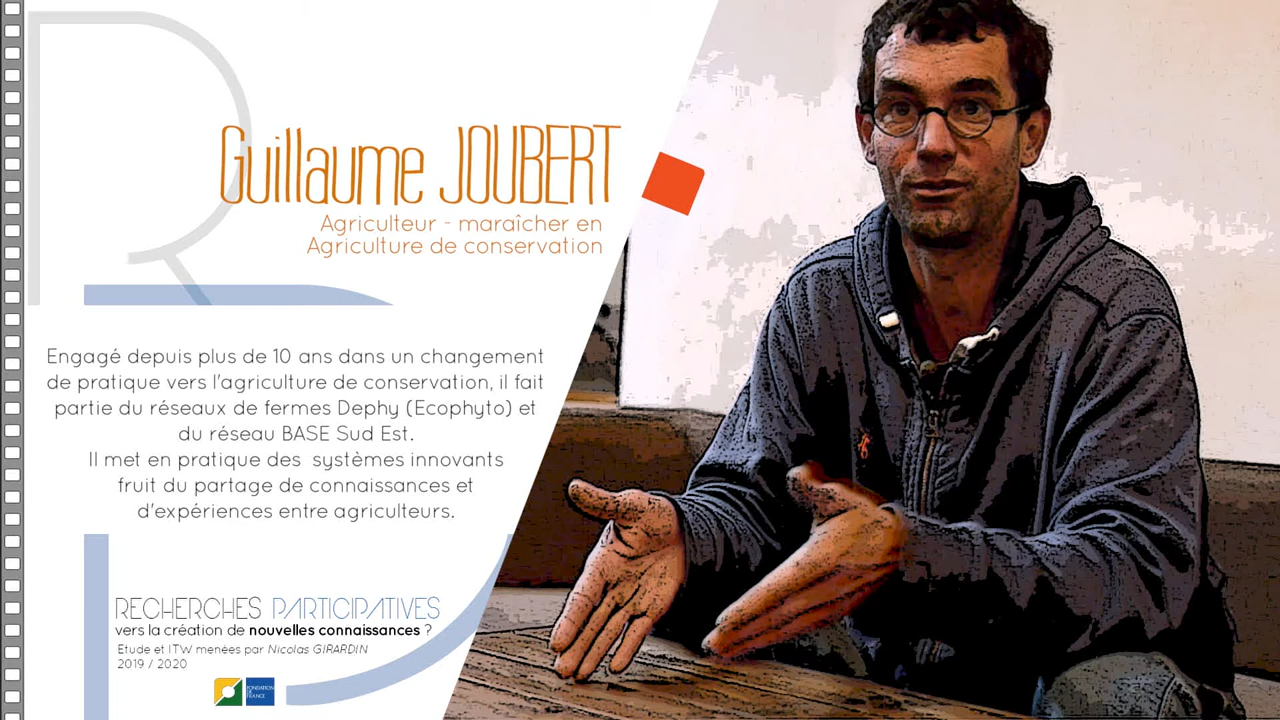 Guillaume JOUBERT
Agriculteur - maraîcher en
Agriculture de conservation
Engagé depuis plus de 10 ans dans un changement
de pratique vers l'agriculture de conservation, il fait
partie du réseaux de fermes Dephy (Ecophyto) et
du réseau BASE Sud Est.
Il met en pratique des systèmes innovants
fruit du partage de connaissances et
d'expériences entre agriculteurs.
RECHERCHES PARTICIPATIVES
vers la création de nouvelles connaissances ?
Etude et ITW menées par Nicolas GIRARDIN
2019 / 2020
FONDATION
DE
FRANCE